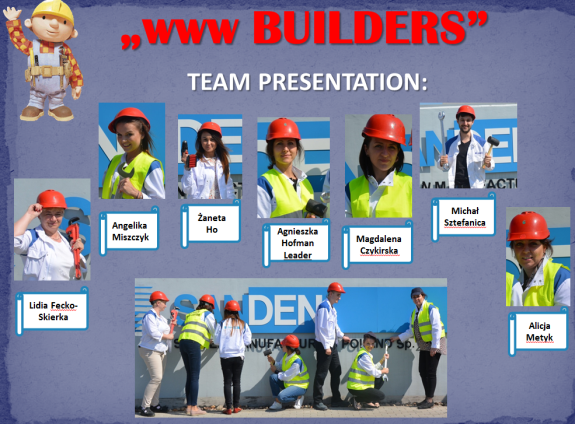 „www BUILDERS”
TEAM PRESENTATION:
Angelika
Miszczyk
Żaneta
Ho
Agnieszka
Hofman
Leader
Magdalena
Czykirska
Michał
Sztefanica
Lidia Fecko-
Skierka
Alicja
Metyk